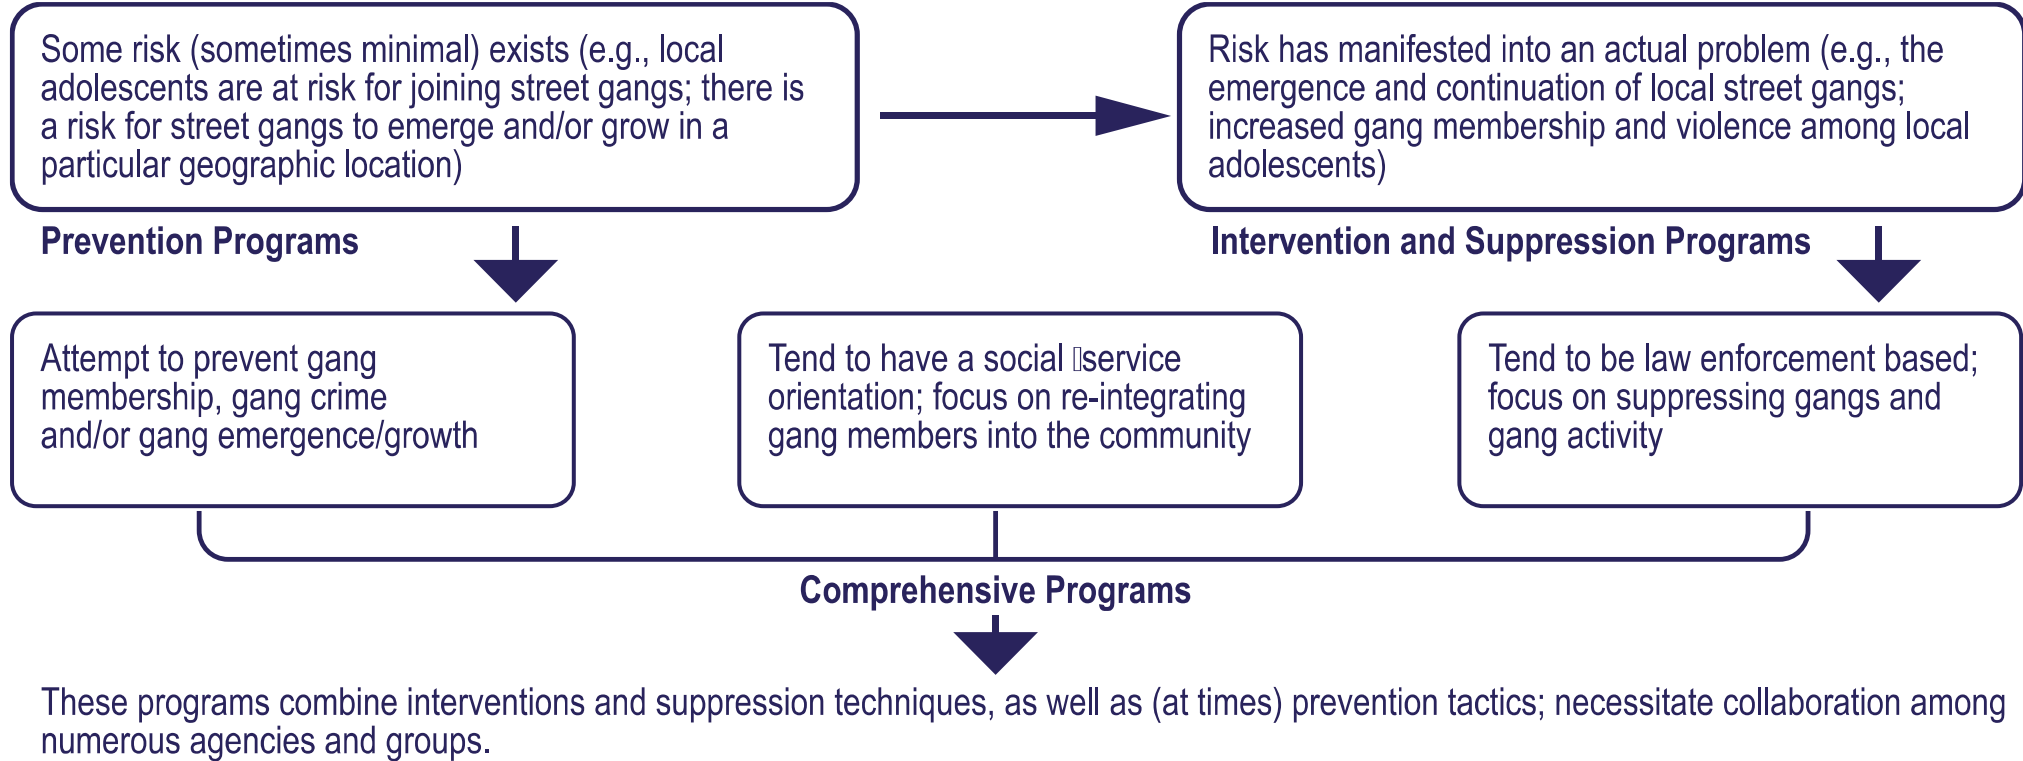 Some risk (sometimes minimal) exists (e.g., local
adolescents are at risk for joining street gangs; there is
a risk for street gangs to emerge and/or grow in a
particular geographic location)
Risk has manifested into an actual problem (e.g., the
emergence and continuation of local street gangs;
increased gang membership and violence among local
adolescents)
Prevention Programs
Intervention and Suppression Programs
Attempt to prevent gang
membership, gang crime
and/or gang emergence/growth
Tend to have a social service
orientation; focus on re-integrating
gang members into the community
Tend to be law enforcement based;
focus on suppressing gangs and
gang activity
Comprehensive Programs
These programs combine interventions and suppression techniques, as well as (at times) prevention tactics; necessitate collaboration among
numerous agencies and groups.